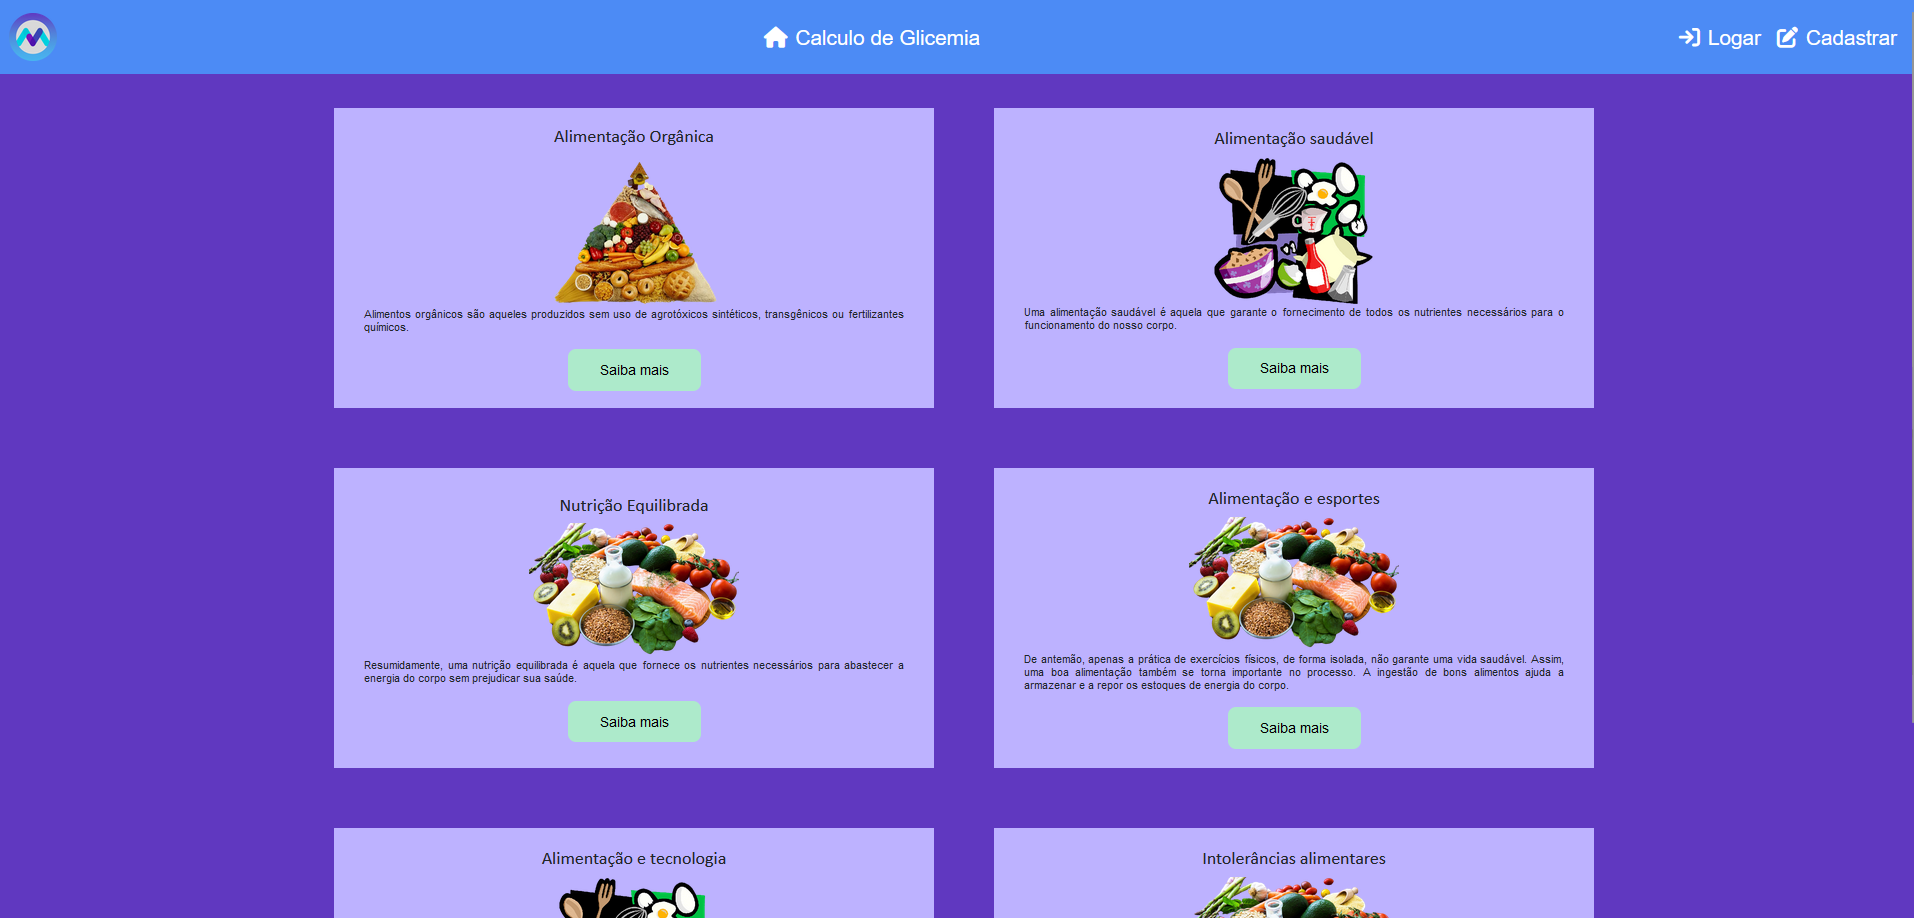 Calculo de Glicemia
Logar
Cadastrar
Alimentação Orgânica
Alimentos orgânicos são aqueles produzidos sem uso de agrotóxicos sintéticos, transgênicos ou fertilizantes
químicos.
Saiba mais
Alimentação saudável
Uma alimentação saudável é aquela que garante o fornecimento de todos os nutrientes necessários para o
funcionamento do nosso corpo.
Saiba mais
Nutrição Equilibrada
Resumidamente, uma nutrição equilibrada é aquela que fornece os nutrientes necessários para abastecer a
energia do corpo sem prejudicar sua saúde.
Saiba mais
Alimentação e esportes
De antemão, apenas a prática de exercícios físicos, de forma isolada, não garante uma vida saudável. Assim,
uma boa alimentação também se torna importante no processo. A ingestão de bons alimentos ajuda a
armazenar e a repor os estoques de energia do corpo.
Saiba mais
Alimentação e tecnologia
Intolerâncias alimentares